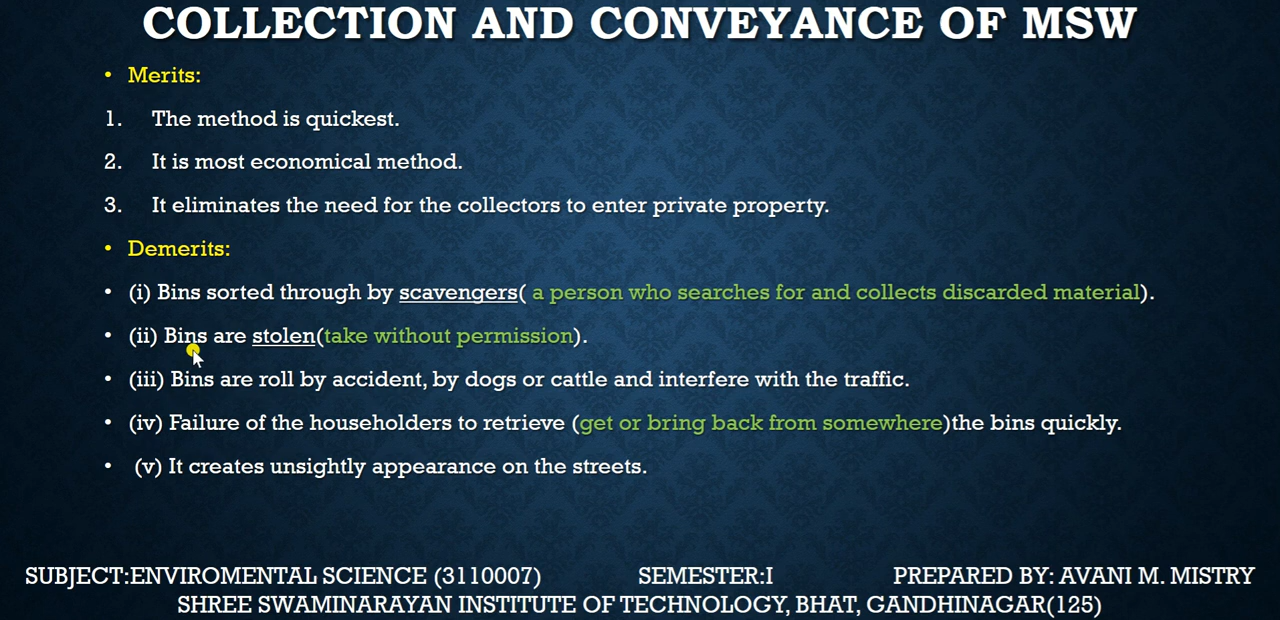 COLLECTION AND CONVEYANCE OF MSW
• Merits:
1. The method is quickest.
2. It is most economical method.
3. It eliminates the need for the collectors to enter private property.
• Demerits:
• (i) Bins sorted through by scavengers( a person who searches for and collects discarded material).
• (ii) Bins are stolen(take without permission).
• (iii) Bins are roll by accident, by dogs or cattle and interfere with the traffic.
• (iv) Failure of the householders to retrieve (get or bring back from somewhere)the bins quickly.
• (v) It creates unsightly appearance on the streets.
SUBJECT:ENVIROMENTAL SCIENCE (3110007) SEMESTER:I PREPARED BY: AVANI M. MISTRY
SHREE SWAMINARAYAN INSTITUTE OF TECHNOLOGY, BHAT, GANDHINAGAR(125)